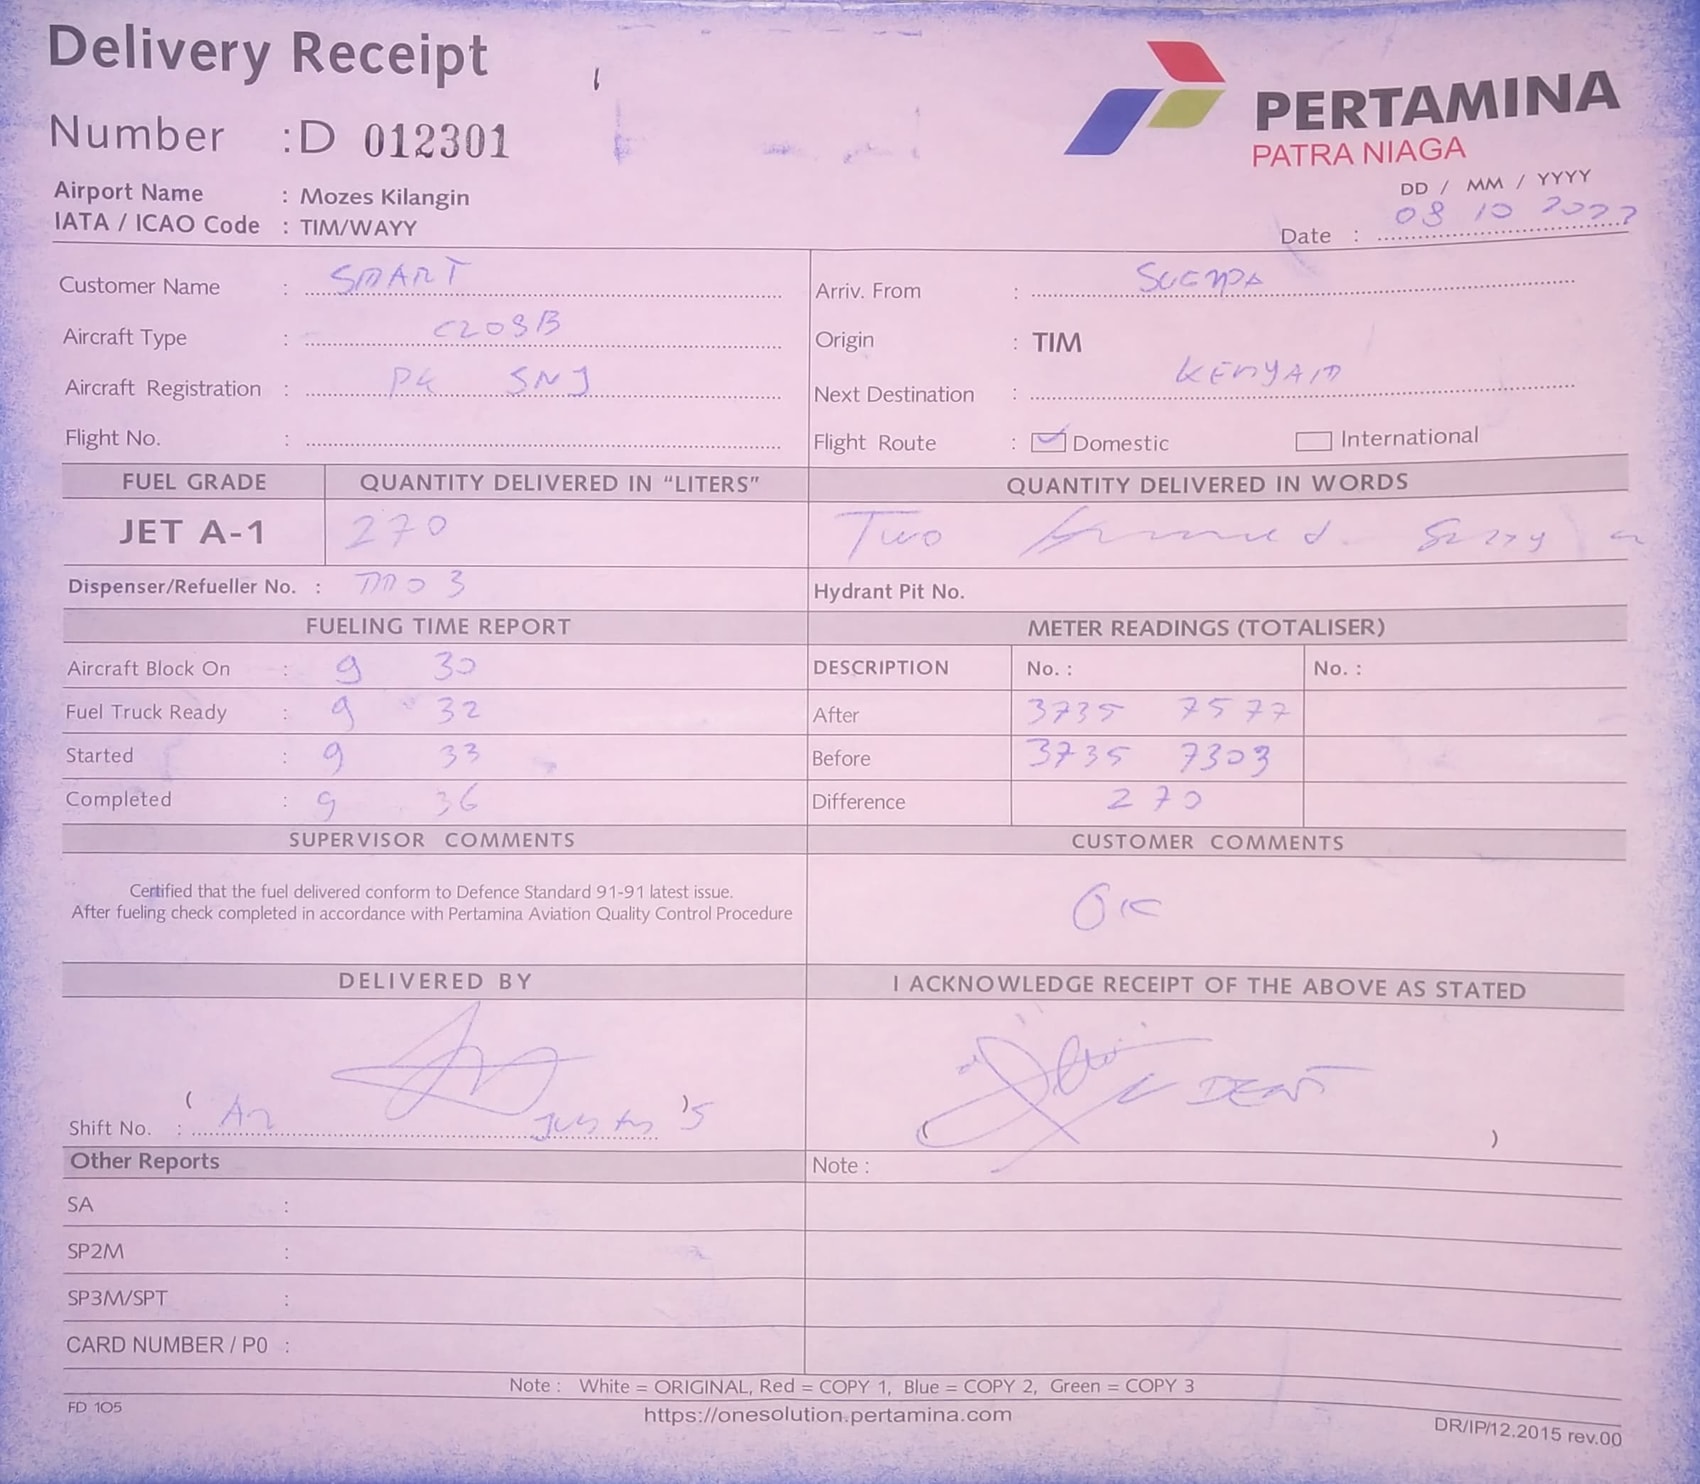 Delivery Receipt
Number : D 012301
PERTAMINA
PATRA NIAGA
Airport Name : Mozes Kilangin
IATA / ICAO Code : TIM/WAYY
DD / MM / YYYY
Date : 08 10 2022
Customer Name : SMART
Arriv. From :
Aircraft Type : C208B
Origin : TIM
Aircraft Registration : PK SNJ
Next Destination : KENYAM
Flight No. :
Flight Route : Domestic International
FUEL GRADE QUANTITY DELIVERED IN “LITERS” QUANTITY DELIVERED IN WORDS
JET A-1 270 Two
Dispenser/Refueller No. : Hydrant Pit No.
FUELING TIME REPORT METER READINGS (TOTALISER)
Aircraft Block On : 9 30 DESCRIPTION No. : No. :
Fuel Truck Ready : 9 32 After 3735 7577
Started : 9 33 Before 3735 7303
Completed : 9 36 Difference 270
SUPERVISOR COMMENTS CUSTOMER COMMENTS
Certified that the fuel delivered conform to Defence Standard 91-91 latest issue.
After fueling check completed in accordance with Pertamina Aviation Quality Control Procedure
OK
DELIVERED BY I ACKNOWLEDGE RECEIPT OF THE ABOVE AS STATED
( )
Shift No. :
( )
Other Reports Note :
SA :
SP2M :
SP3M/SPT :
CARD NUMBER / P0 :
Note : White = ORIGINAL, Red = COPY 1, Blue = COPY 2, Green = COPY 3
FD 105 https://onesolution.pertamina.com DR/IP/12.2015 rev.00